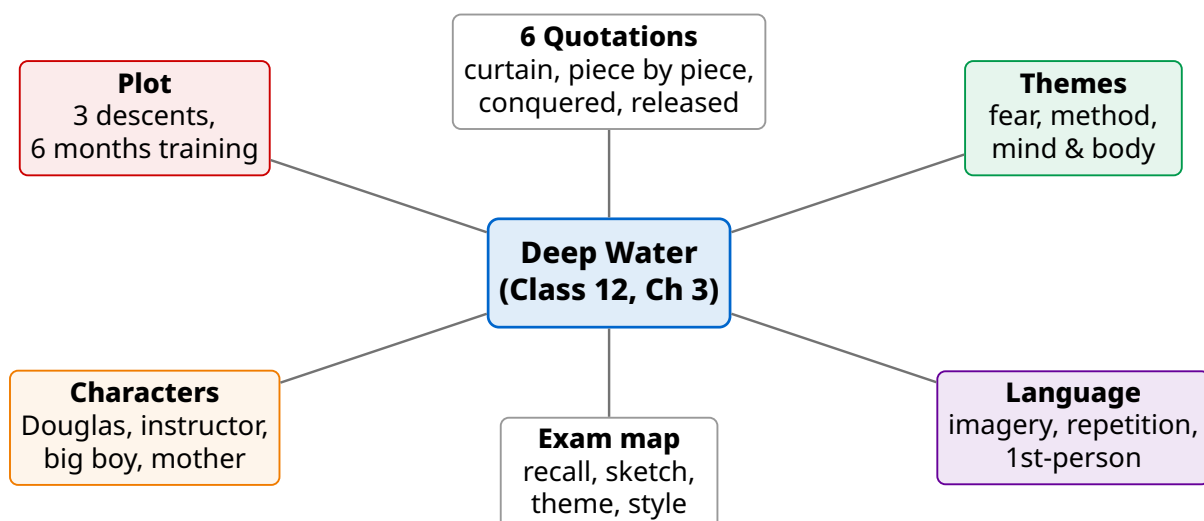 6 Quotations
curtain, piece by piece,
conquered, released
Plot
3 descents,
6 months training
Themes
fear, method,
mind & body
Deep Water
(Class 12, Ch 3)
Characters
Douglas, instructor,
big boy, mother
Exam map
recall, sketch,
theme, style
Language
imagery, repetition,
1st-person